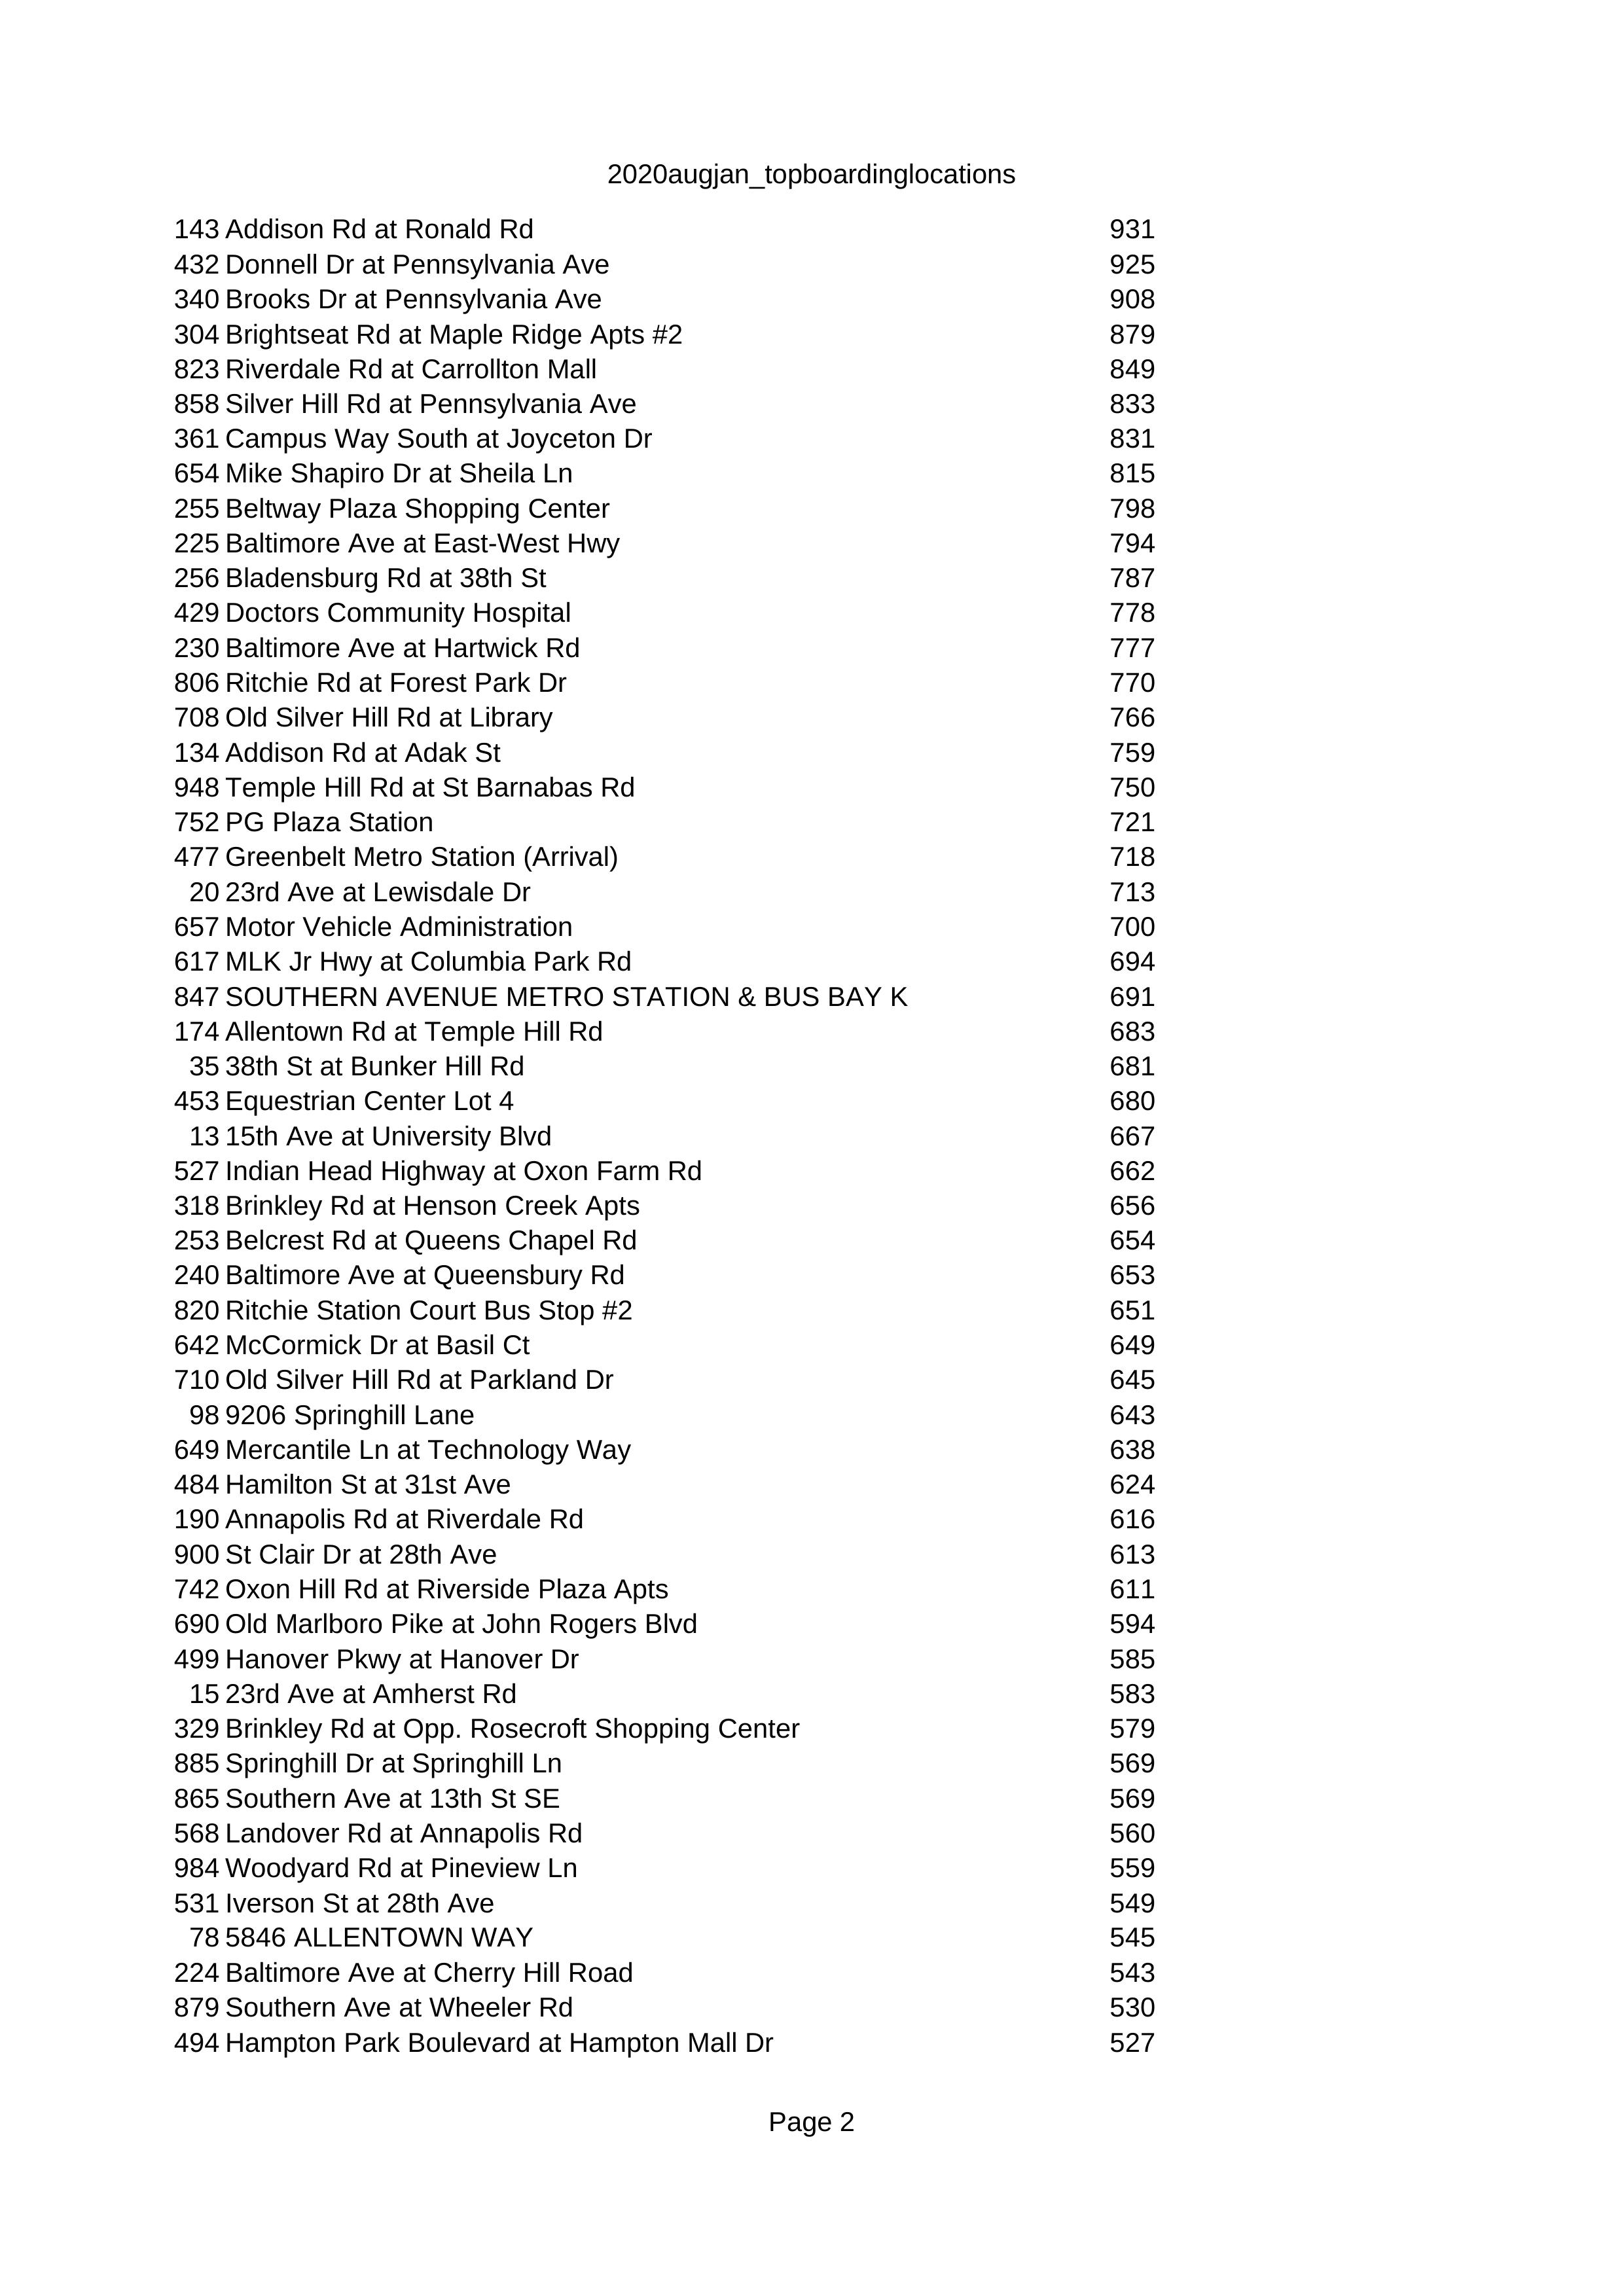 2020augjan_topboardinglocations
143 Addison Rd at Ronald Rd 931
432 Donnell Dr at Pennsylvania Ave 925
340 Brooks Dr at Pennsylvania Ave 908
304 Brightseat Rd at Maple Ridge Apts #2 879
823 Riverdale Rd at Carrollton Mall 849
858 Silver Hill Rd at Pennsylvania Ave 833
361 Campus Way South at Joyceton Dr 831
654 Mike Shapiro Dr at Sheila Ln 815
255 Beltway Plaza Shopping Center 798
225 Baltimore Ave at East-West Hwy 794
256 Bladensburg Rd at 38th St 787
429 Doctors Community Hospital 778
230 Baltimore Ave at Hartwick Rd 777
806 Ritchie Rd at Forest Park Dr 770
708 Old Silver Hill Rd at Library 766
134 Addison Rd at Adak St 759
948 Temple Hill Rd at St Barnabas Rd 750
752 PG Plaza Station 721
477 Greenbelt Metro Station (Arrival) 718
20 23rd Ave at Lewisdale Dr 713
657 Motor Vehicle Administration 700
617 MLK Jr Hwy at Columbia Park Rd 694
847 SOUTHERN AVENUE METRO STATION & BUS BAY K 691
174 Allentown Rd at Temple Hill Rd 683
35 38th St at Bunker Hill Rd 681
453 Equestrian Center Lot 4 680
13 15th Ave at University Blvd 667
527 Indian Head Highway at Oxon Farm Rd 662
318 Brinkley Rd at Henson Creek Apts 656
253 Belcrest Rd at Queens Chapel Rd 654
240 Baltimore Ave at Queensbury Rd 653
820 Ritchie Station Court Bus Stop #2 651
642 McCormick Dr at Basil Ct 649
710 Old Silver Hill Rd at Parkland Dr 645
98 9206 Springhill Lane 643
649 Mercantile Ln at Technology Way 638
484 Hamilton St at 31st Ave 624
190 Annapolis Rd at Riverdale Rd 616
900 St Clair Dr at 28th Ave 613
742 Oxon Hill Rd at Riverside Plaza Apts 611
690 Old Marlboro Pike at John Rogers Blvd 594
499 Hanover Pkwy at Hanover Dr 585
15 23rd Ave at Amherst Rd 583
329 Brinkley Rd at Opp. Rosecroft Shopping Center 579
885 Springhill Dr at Springhill Ln 569
865 Southern Ave at 13th St SE 569
568 Landover Rd at Annapolis Rd 560
984 Woodyard Rd at Pineview Ln 559
531 Iverson St at 28th Ave 549
78 5846 ALLENTOWN WAY 545
224 Baltimore Ave at Cherry Hill Road 543
879 Southern Ave at Wheeler Rd 530
494 Hampton Park Boulevard at Hampton Mall Dr 527
Page 2